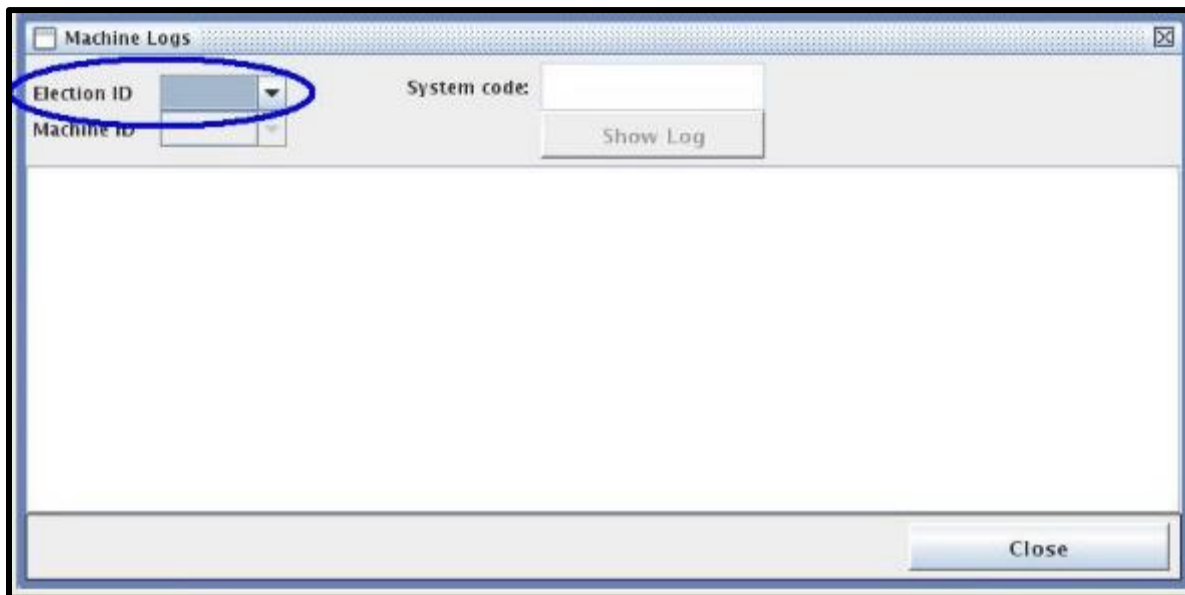 Machine Logs
Election ID
System code:
Machine ID
Show Log
Close